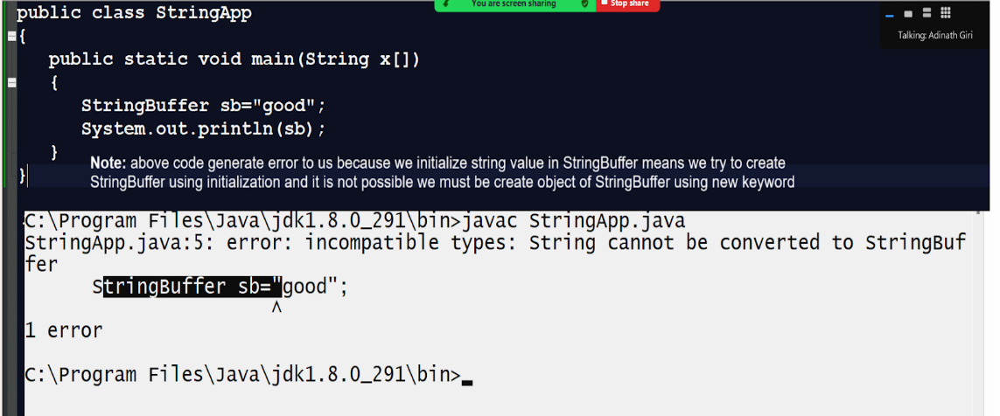 You are screen sharing Stop share
Talking: Adinath Giri
public class StringApp
{
public static void main(String x[])
{
StringBuffer sb="good";
System.out.println(sb);
}
Note: above code generate error to us because we initialize string value in StringBuffer means we try to create
StringBuffer using initialization and it is not possible we must be create object of StringBuffer using new keyword
}
C:\Program Files\Java\jdk1.8.0_291\bin>javac StringApp.java
StringApp.java:5: error: incompatible types: String cannot be converted to StringBuf
fer
StringBuffer sb="good";
^
1 error
C:\Program Files\Java\jdk1.8.0_291\bin>_